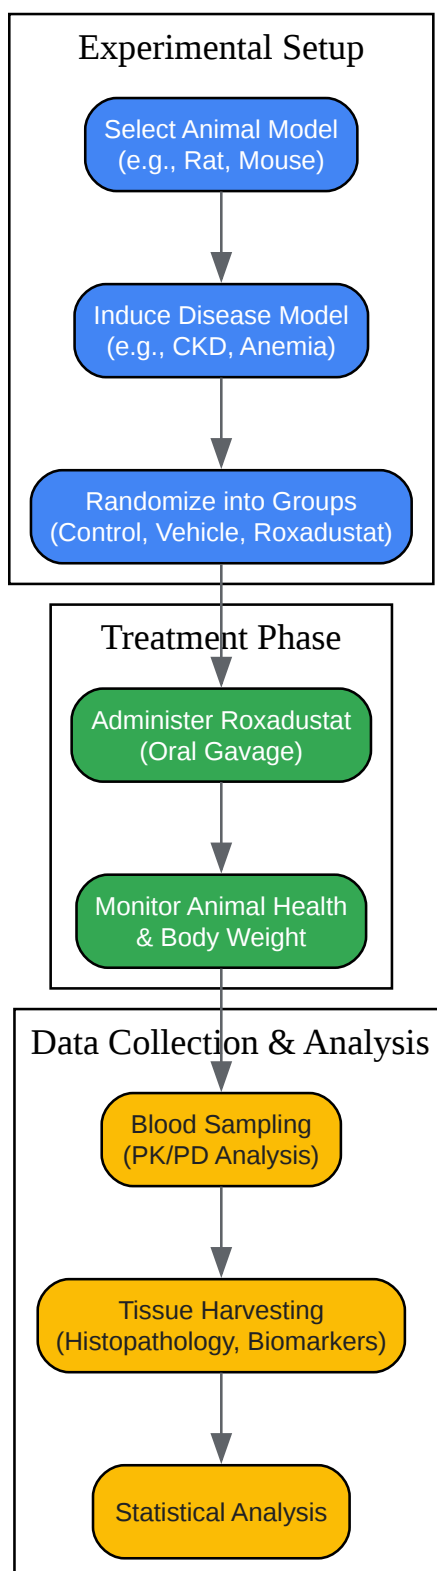 Experimental Setup
Select Animal Model
(e.g., Rat, Mouse)
Induce Disease Model
(e.g., CKD, Anemia)
Randomize into Groups
(Control, Vehicle, Roxadustat)
Treatment Phase
Administer Roxadustat
(Oral Gavage)
Monitor Animal Health
& Body Weight
Data Collection & Analysis
Blood Sampling
(PK/PD Analysis)
Tissue Harvesting
(Histopathology, Biomarkers)
Statistical Analysis